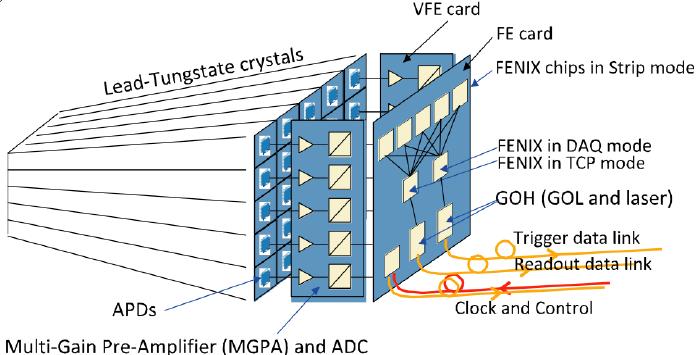 VFE card
FE card
Lead-Tungstate crystals
FENIX chips in Strip mode
FENIX in DAQ mode
FENIX in TCP mode
GOH (GOL and laser)
Trigger data link
Readout data link
Clock and Control
APDs
Multi-Gain Pre-Amplifier (MGPA) and ADC